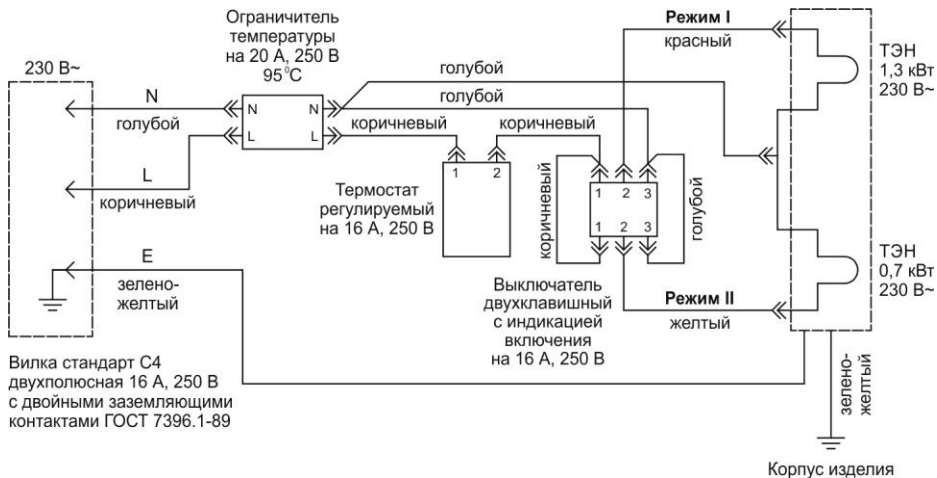 230 В~
N
голубой
L
коричневый
E
зелено-
желтый
Вилка стандарт С4
двухполюсная 16 А, 250 В
с двойными заземляющими
контактами ГОСТ 7396.1-89
Ограничитель
температуры
на 20 А, 250 В
95 °С
N
N
L
L
голубой
голубой
коричневый
коричневый
1
2
Термостат
регулируемый
на 16 А, 250 В
Режим I
красный
коричневый
1
2
3
1
2
3
голубой
Выключатель
двухклавишный
с индикацией
включения
на 16 А, 250 В
Режим II
желтый
ТЭН
1,3 кВт
230 В~
ТЭН
0,7 кВт
230 В~
зелено-
желтый
Корпус изделия